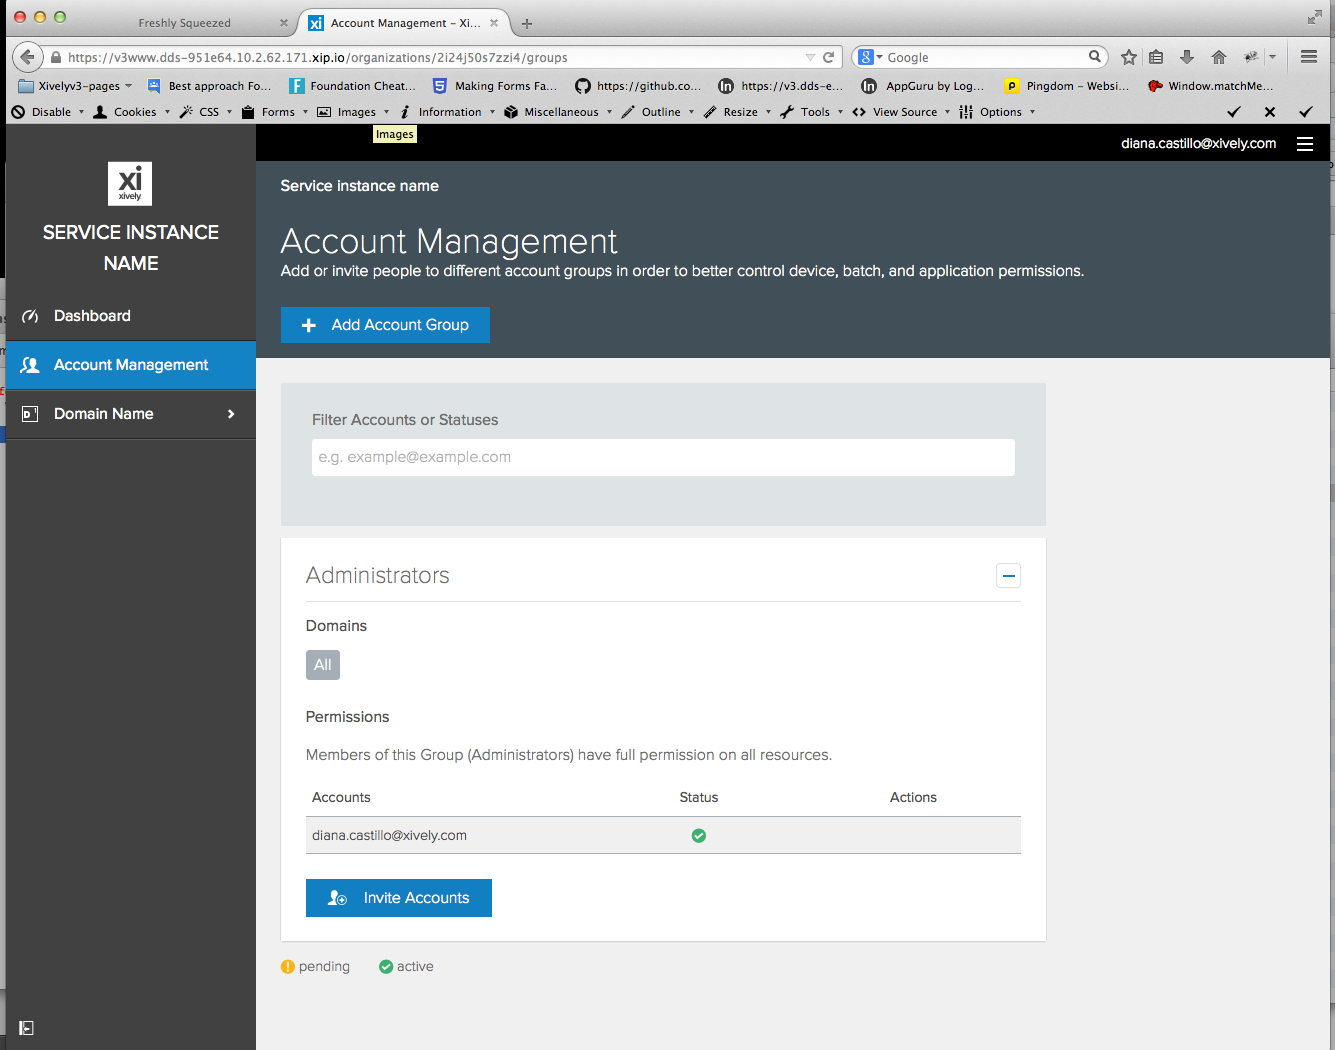 Freshly Squeezed
xi Account Management – Xi...
https://v3www.dds-951e64.10.2.62.171.xip.io/organizations/2i24j50s7zzi4/groups
8 Google
Xivelyv3-pages Best approach Fo... Foundation Cheat... Making Forms Fa... https://github.co... https://v3.dds-e... AppGuru by Log... Pingdom – Websi... Window.matchMe...
Disable Cookies CSS Forms Images Information Miscellaneous Outline Resize Tools View Source Options
Images
diana.castillo@xively.com
xi
xively
SERVICE INSTANCE
NAME
Dashboard
Account Management
Domain Name
Service instance name
Account Management
Add or invite people to different account groups in order to better control device, batch, and application permissions.
Add Account Group
Filter Accounts or Statuses
e.g. example@example.com
Administrators
Domains
All
Permissions
Members of this Group (Administrators) have full permission on all resources.
Accounts Status Actions
diana.castillo@xively.com
Invite Accounts
pending active